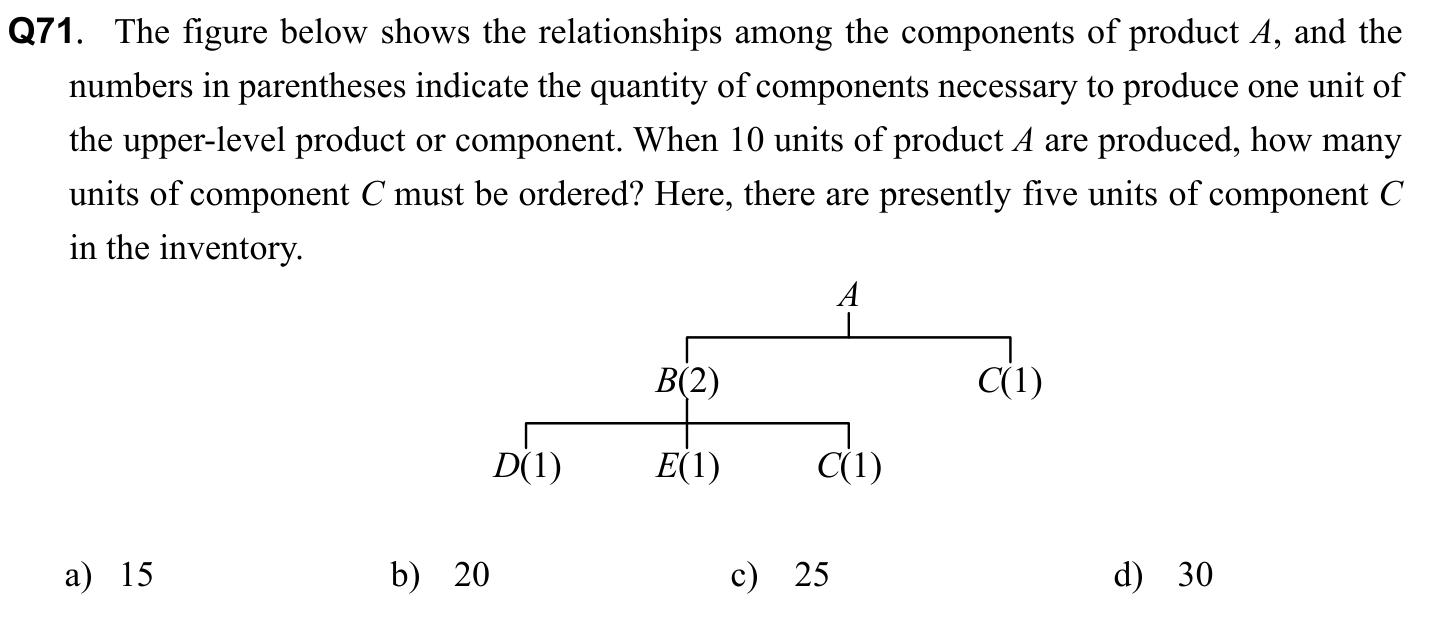 Q71. The figure below shows the relationships among the components of product A, and the
numbers in parentheses indicate the quantity of components necessary to produce one unit of
the upper-level product or component. When 10 units of product A are produced, how many
units of component C must be ordered? Here, there are presently five units of component C
in the inventory.
A
B(2) C(1)
D(1) E(1) C(1)
a) 15 b) 20 c) 25 d) 30